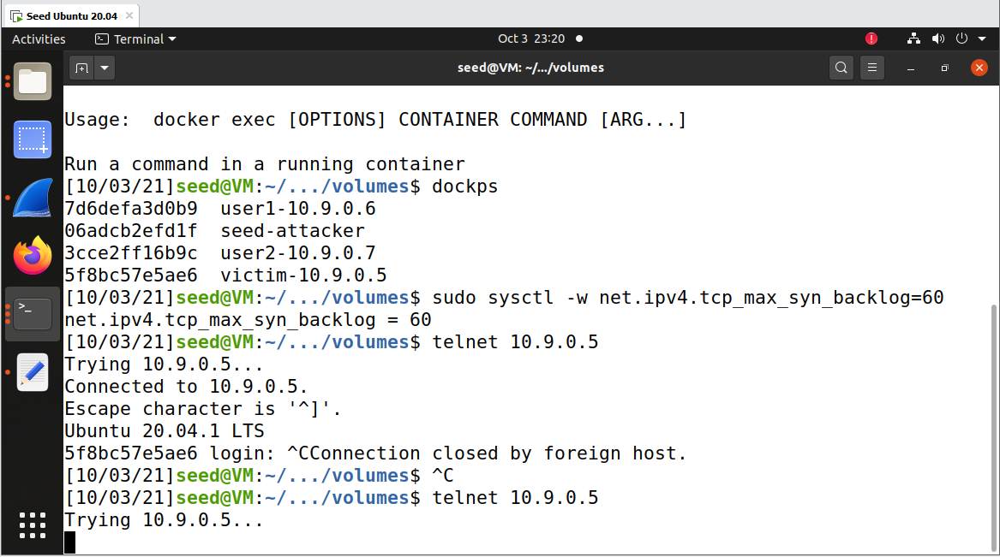 Seed Ubuntu 20.04
Activities Terminal Oct 3 23:20
seed@VM: ~/.../volumes
Usage:  docker exec [OPTIONS] CONTAINER COMMAND [ARG...]
Run a command in a running container
[10/03/21]seed@VM:~/.../volumes$ dockps
7d6defa3d0b9  user1-10.9.0.6
06adcb2efd1f  seed-attacker
3cce2ff16b9c  user2-10.9.0.7
5f8bc57e5ae6  victim-10.9.0.5
[10/03/21]seed@VM:~/.../volumes$ sudo sysctl -w net.ipv4.tcp_max_syn_backlog=60
net.ipv4.tcp_max_syn_backlog = 60
[10/03/21]seed@VM:~/.../volumes$ telnet 10.9.0.5
Trying 10.9.0.5...
Connected to 10.9.0.5.
Escape character is '^]'.
Ubuntu 20.04.1 LTS
5f8bc57e5ae6 login: ^CConnection closed by foreign host.
[10/03/21]seed@VM:~/.../volumes$ ^C
[10/03/21]seed@VM:~/.../volumes$ telnet 10.9.0.5
Trying 10.9.0.5...